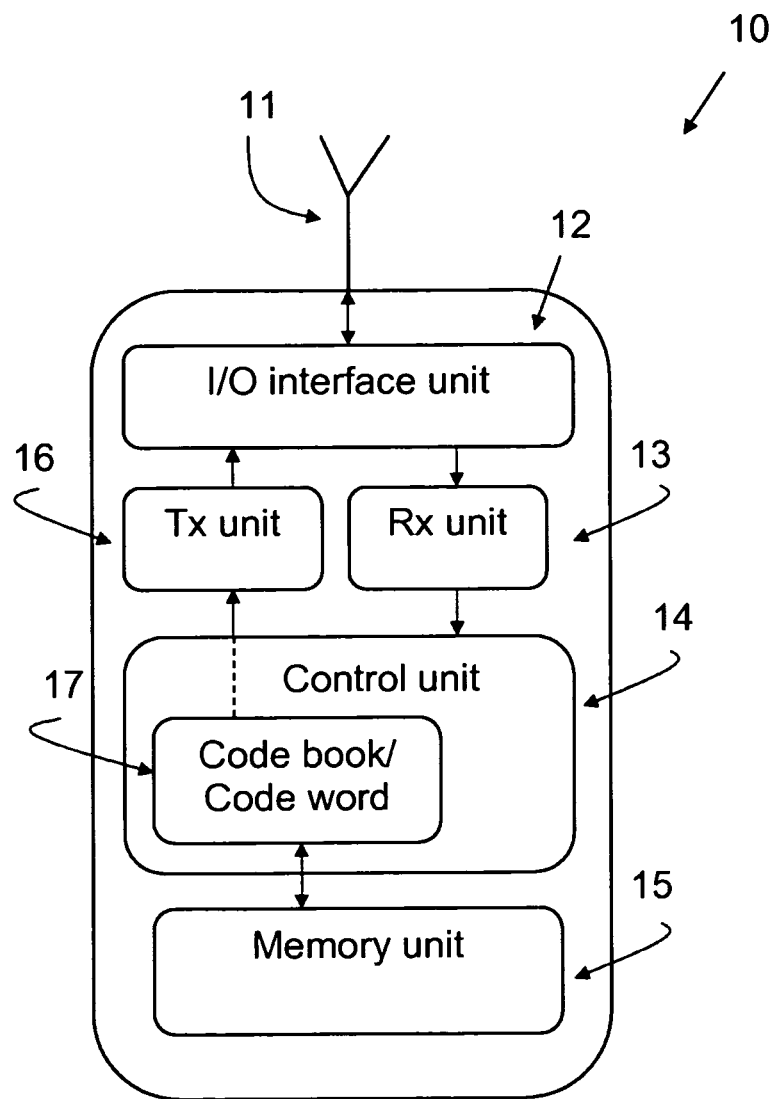 10
11
12
I/O interface unit
16
13
Tx unit
Rx unit
14
Control unit
17
Code book/
Code word
15
Memory unit